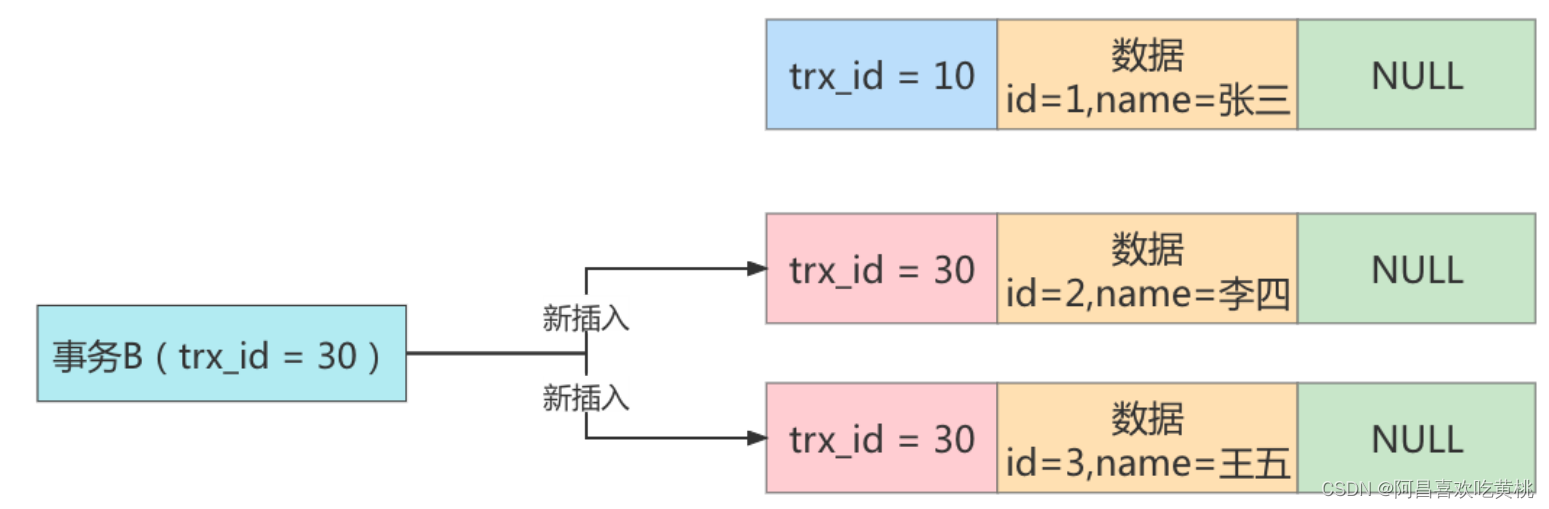 trx_id = 10
数据
id=1,name=张三
NULL
trx_id = 30
数据
id=2,name=李四
NULL
新插入
事务B（trx_id = 30）
新插入
trx_id = 30
数据
id=3,name=王五
NULL
CSDN @阿昌喜欢吃黄桃